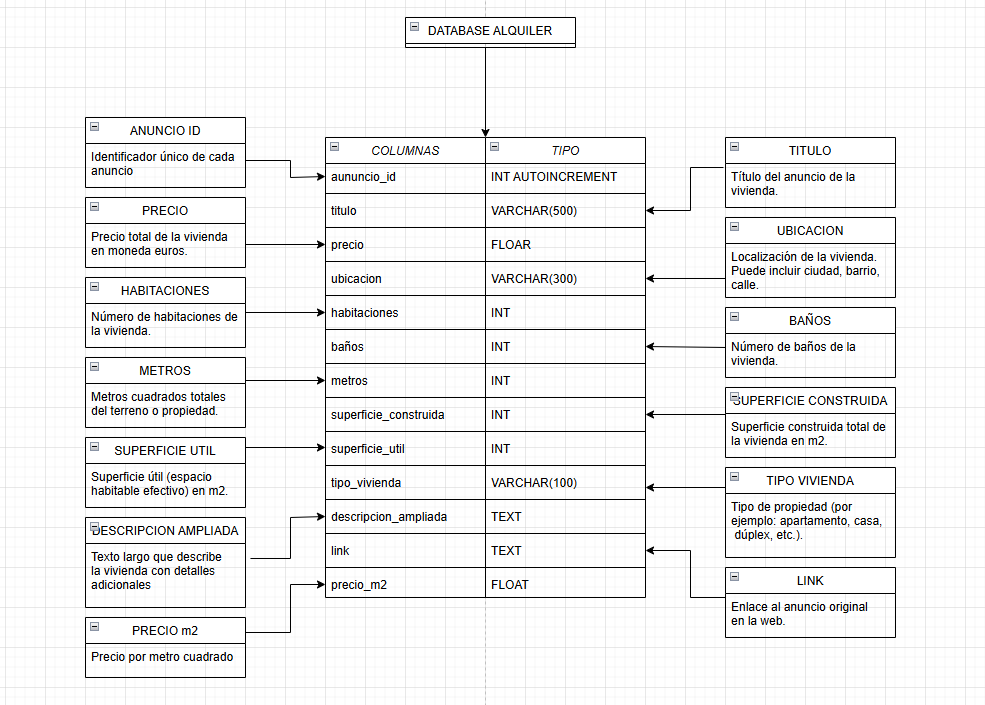 DATABASE ALQUILER
ANUNCIO ID
Identificador único de cada
anuncio
PRECIO
Precio total de la vivienda
en moneda euros.
HABITACIONES
Número de habitaciones de
la vivienda.
METROS
Metros cuadrados totales
del terreno o propiedad.
SUPERFICIE UTIL
Superficie útil (espacio
habitable efectivo) en m2.
DESCRIPCION AMPLIADA
Texto largo que describe
la vivienda con detalles
adicionales
PRECIO m2
Precio por metro cuadrado
COLUMNAS TIPO
aununcio_id INT AUTOINCREMENT
titulo VARCHAR(500)
precio FLOAR
ubicacion VARCHAR(300)
habitaciones INT
baños INT
metros INT
superficie_construida INT
superficie_util INT
tipo_vivienda VARCHAR(100)
descripcion_ampliada TEXT
link TEXT
precio_m2 FLOAT
TITULO
Título del anuncio de la
vivienda.
UBICACION
Localización de la vivienda.
Puede incluir ciudad, barrio,
calle.
BAÑOS
Número de baños de la
vivienda.
SUPERFICIE CONSTRUIDA
Superficie construida total de
la vivienda en m2.
TIPO VIVIENDA
Tipo de propiedad (por
ejemplo: apartamento, casa,
dúplex, etc.).
LINK
Enlace al anuncio original
en la web.